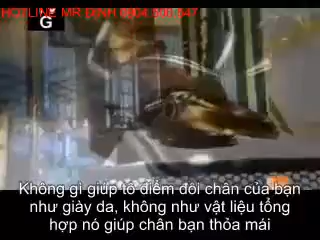 HOTLINE MR ĐỊNH
G
Không gì giúp tô điểm đôi chân của bạn
như giày da, không như vật liệu tổng
hợp nó giúp chân bạn thỏa mái